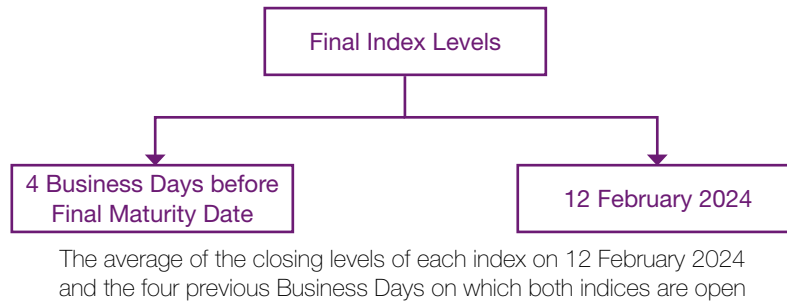 Final Index Levels
4 Business Days before
Final Maturity Date
12 February 2024
The average of the closing levels of each index on 12 February 2024
and the four previous Business Days on which both indices are open